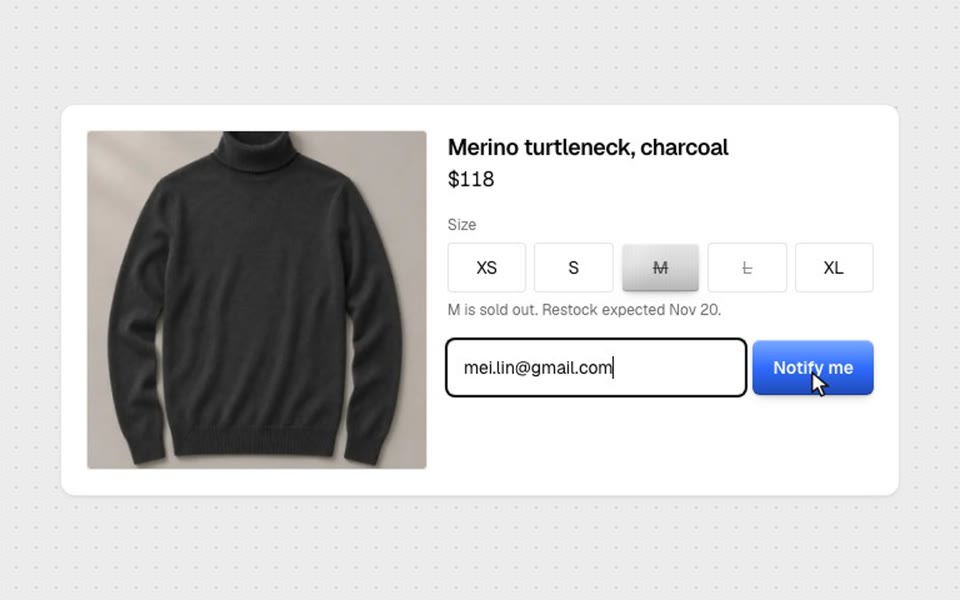 Merino turtleneck, charcoal
$118
Size
XS S M L XL
M is sold out. Restock expected Nov 20.
mei.lin@gmail.com Notify me